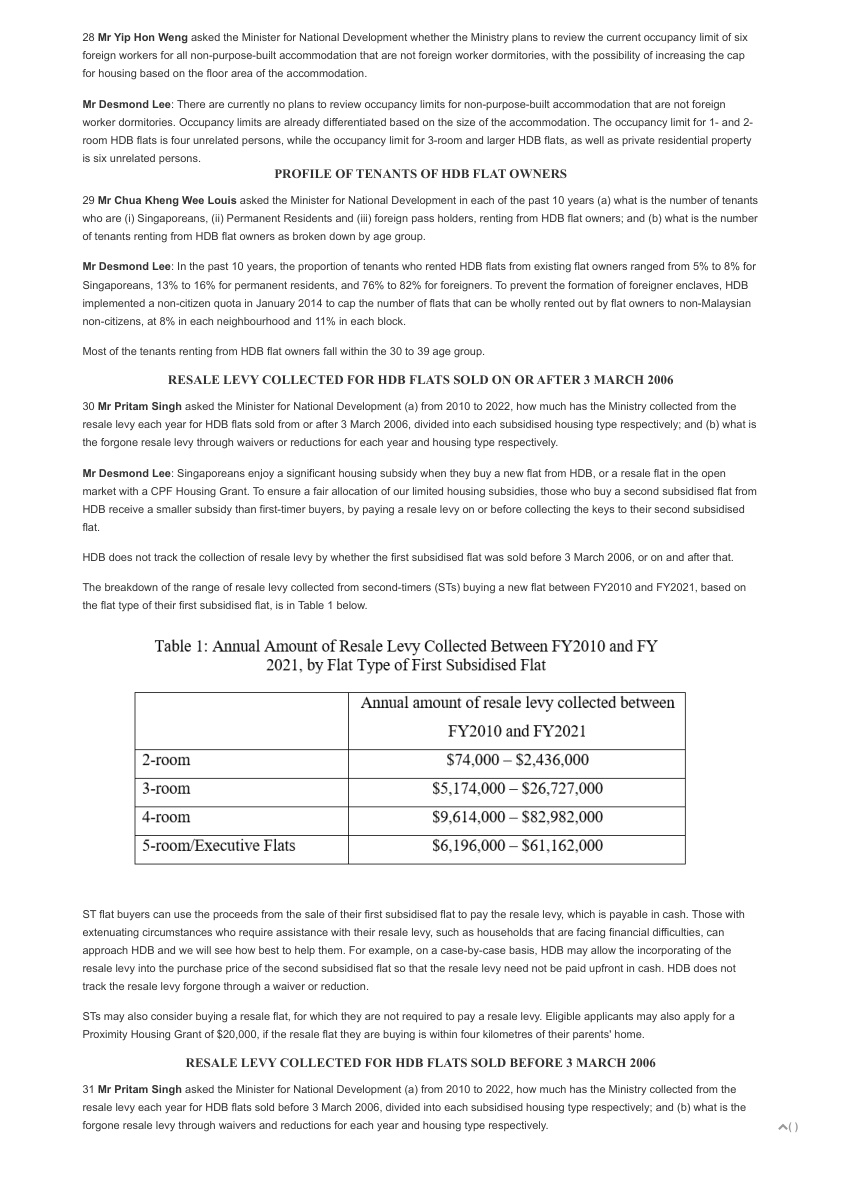 28 Mr Yip Hon Weng asked the Minister for National Development whether the Ministry plans to review the current occupancy limit of six
foreign workers for all non-purpose-built accommodation that are not foreign worker dormitories, with the possibility of increasing the cap
for housing based on the floor area of the accommodation.
Mr Desmond Lee: There are currently no plans to review occupancy limits for non-purpose-built accommodation that are not foreign
worker dormitories. Occupancy limits are already differentiated based on the size of the accommodation. The occupancy limit for 1- and 2-
room HDB flats is four unrelated persons, while the occupancy limit for 3-room and larger HDB flats, as well as private residential property
is six unrelated persons.
PROFILE OF TENANTS OF HDB FLAT OWNERS
29 Mr Chua Kheng Wee Louis asked the Minister for National Development in each of the past 10 years (a) what is the number of tenants
who are (i) Singaporeans, (ii) Permanent Residents and (iii) foreign pass holders, renting from HDB flat owners; and (b) what is the number
of tenants renting from HDB flat owners as broken down by age group.
Mr Desmond Lee: In the past 10 years, the proportion of tenants who rented HDB flats from existing flat owners ranged from 5% to 8% for
Singaporeans, 13% to 16% for permanent residents, and 76% to 82% for foreigners. To prevent the formation of foreigner enclaves, HDB
implemented a non-citizen quota in January 2014 to cap the number of flats that can be wholly rented out by flat owners to non-Malaysian
non-citizens, at 8% in each neighbourhood and 11% in each block.
Most of the tenants renting from HDB flat owners fall within the 30 to 39 age group.
RESALE LEVY COLLECTED FOR HDB FLATS SOLD ON OR AFTER 3 MARCH 2006
30 Mr Pritam Singh asked the Minister for National Development (a) from 2010 to 2022, how much has the Ministry collected from the
resale levy each year for HDB flats sold from or after 3 March 2006, divided into each subsidised housing type respectively; and (b) what is
the forgone resale levy through waivers or reductions for each year and housing type respectively.
Mr Desmond Lee: Singaporeans enjoy a significant housing subsidy when they buy a new flat from HDB, or a resale flat in the open
market with a CPF Housing Grant. To ensure a fair allocation of our limited housing subsidies, those who buy a second subsidised flat from
HDB receive a smaller subsidy than first-timer buyers, by paying a resale levy on or before collecting the keys to their second subsidised
flat.
HDB does not track the collection of resale levy by whether the first subsidised flat was sold before 3 March 2006, or on and after that.
The breakdown of the range of resale levy collected from second-timers (STs) buying a new flat between FY2010 and FY2021, based on
the flat type of their first subsidised flat, is in Table 1 below.
Table 1: Annual Amount of Resale Levy Collected Between FY2010 and FY
2021, by Flat Type of First Subsidised Flat
Annual amount of resale levy collected between
FY2010 and FY2021
2-room $74,000 – $2,436,000
3-room $5,174,000 – $26,727,000
4-room $9,614,000 – $82,982,000
5-room/Executive Flats $6,196,000 – $61,162,000
ST flat buyers can use the proceeds from the sale of their first subsidised flat to pay the resale levy, which is payable in cash. Those with
extenuating circumstances who require assistance with their resale levy, such as households that are facing financial difficulties, can
approach HDB and we will see how best to help them. For example, on a case-by-case basis, HDB may allow the incorporating of the
resale levy into the purchase price of the second subsidised flat so that the resale levy need not be paid upfront in cash. HDB does not
track the resale levy forgone through a waiver or reduction.
STs may also consider buying a resale flat, for which they are not required to pay a resale levy. Eligible applicants may also apply for a
Proximity Housing Grant of $20,000, if the resale flat they are buying is within four kilometres of their parents' home.
RESALE LEVY COLLECTED FOR HDB FLATS SOLD BEFORE 3 MARCH 2006
31 Mr Pritam Singh asked the Minister for National Development (a) from 2010 to 2022, how much has the Ministry collected from the
resale levy each year for HDB flats sold before 3 March 2006, divided into each subsidised housing type respectively; and (b) what is the
forgone resale levy through waivers and reductions for each year and housing type respectively.
( )